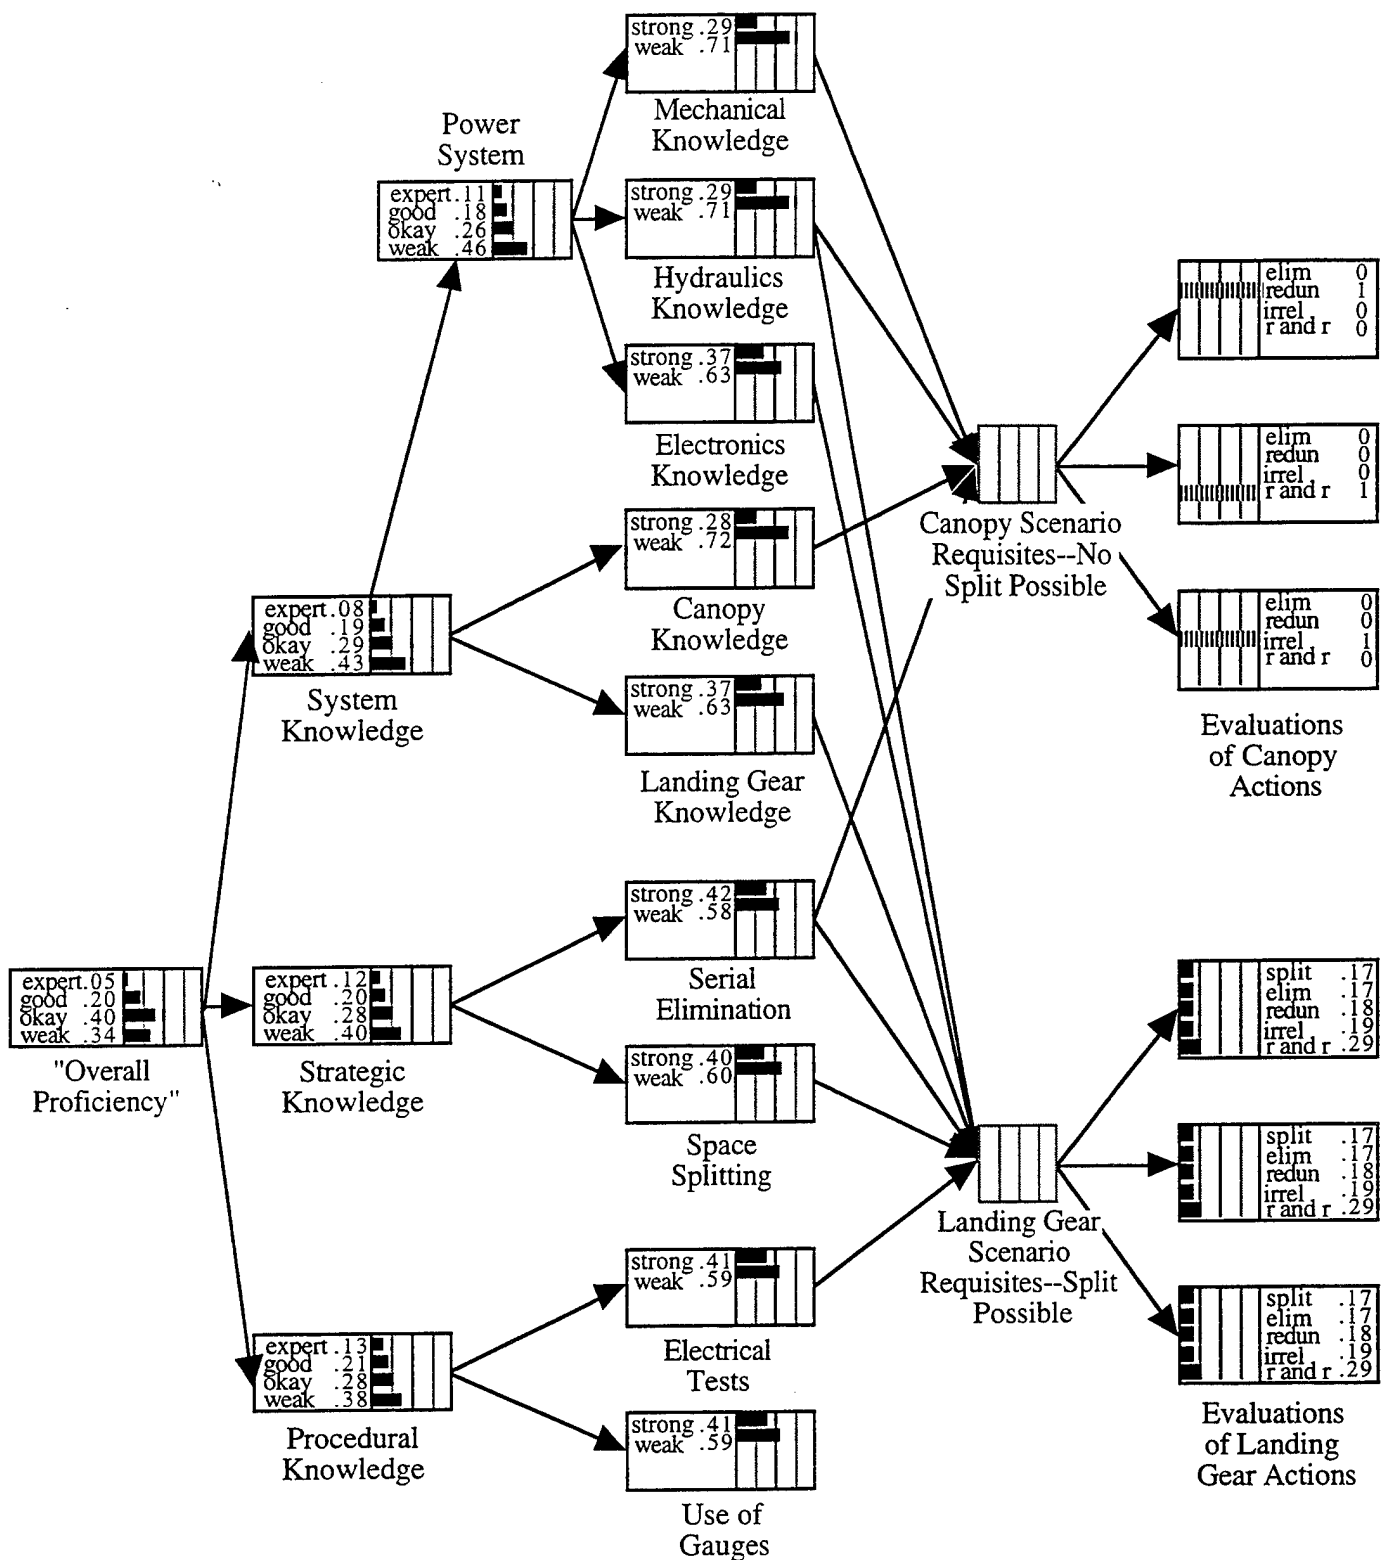 strong .29
weak .71
Mechanical
Knowledge
Power
System
expert .11
good .18
okay .26
weak .46
strong .29
weak .71
Hydraulics
Knowledge
strong .37
weak .63
Electronics
Knowledge
strong .28
weak .72
Canopy
Knowledge
expert .08
good .19
okay .29
weak .43
System
Knowledge
strong .37
weak .63
Landing Gear
Knowledge
strong .42
weak .58
Serial
Elimination
expert .05
good .20
okay .40
weak .34
"Overall
Proficiency"
expert .12
good .20
okay .28
weak .40
Strategic
Knowledge
strong .40
weak .60
Space
Splitting
strong .41
weak .59
Electrical
Tests
expert .13
good .21
okay .28
weak .38
Procedural
Knowledge
strong .41
weak .59
Use of
Gauges
Canopy Scenario
Requisites--No
Split Possible
Landing Gear
Scenario
Requisites--Split
Possible
elim 0
redun 1
irrel 0
r and r 0
elim 0
redun 0
irrel 0
r and r 1
elim 0
redun 0
irrel 1
r and r 0
Evaluations
of Canopy
Actions
split .17
elim .17
redun .18
irrel .19
r and r .29
split .17
elim .17
redun .18
irrel .19
r and r .29
split .17
elim .17
redun .18
irrel .19
r and r .29
Evaluations
of Landing
Gear Actions